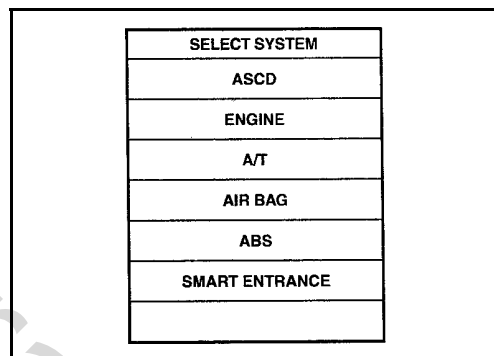 SELECT SYSTEM
ASCD
ENGINE
A/T
AIR BAG
ABS
SMART ENTRANCE